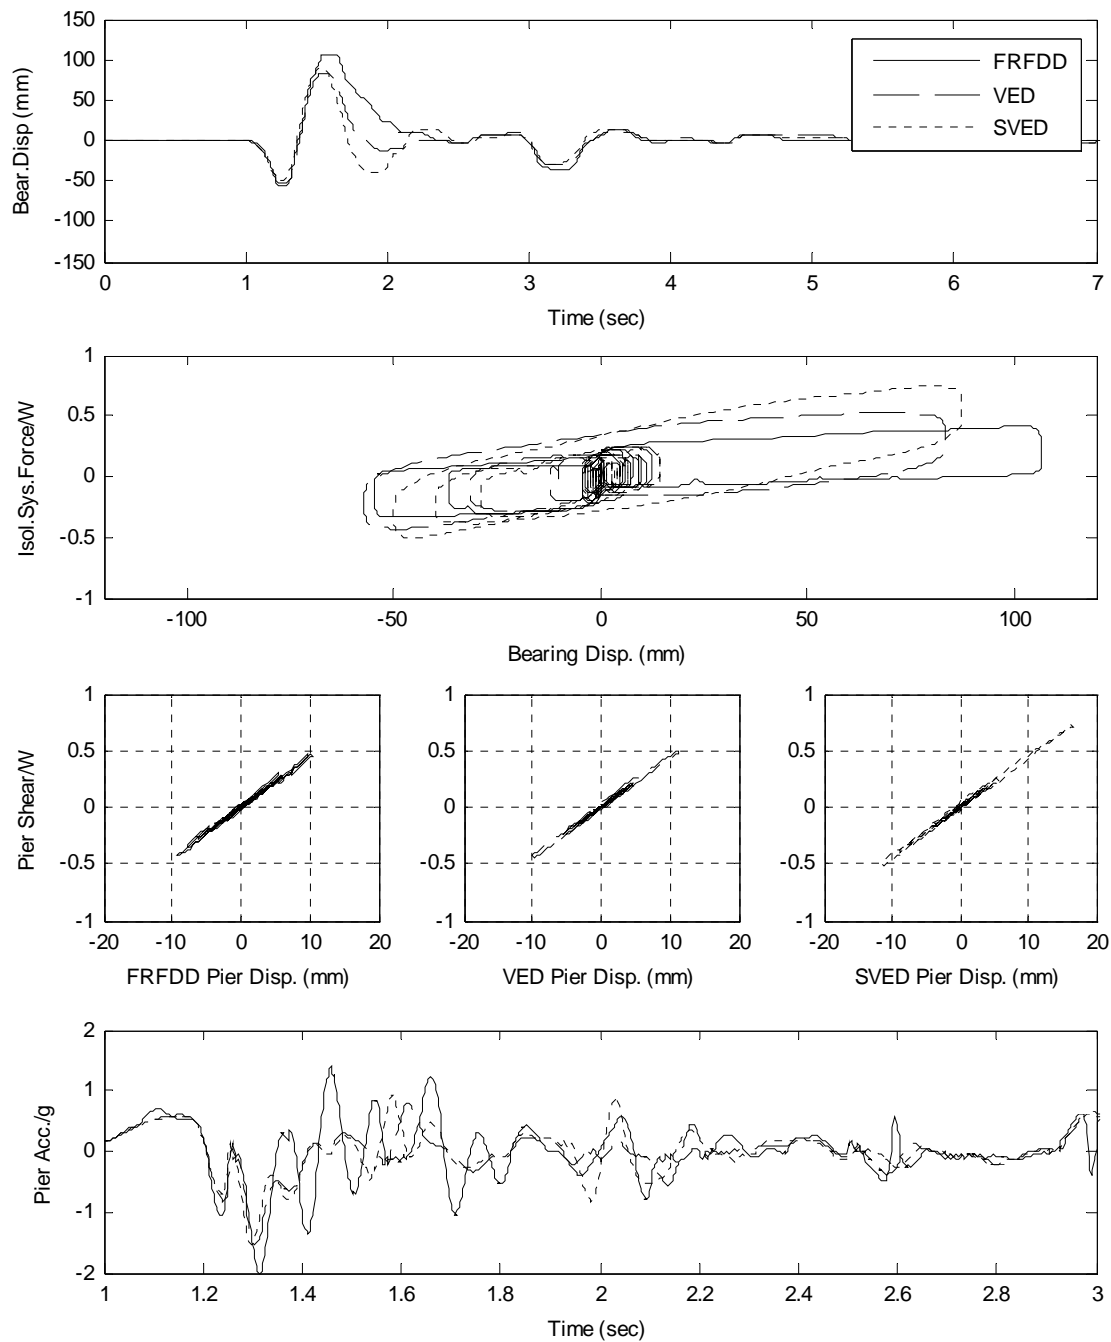 150
100
50
0
-50
-100
-150
Bear.Disp (mm)
FRFDD
VED
SVED
0 1 2 3 4 5 6 7
Time (sec)
1
0.5
0
-0.5
-1
Isol.Sys.Force/W
-100 -50 0 50 100
Bearing Disp. (mm)
1
0.5
0
-0.5
-1
Pier Shear/W
-20 -10 0 10 20
FRFDD Pier Disp. (mm)
1
0.5
0
-0.5
-1
-20 -10 0 10 20
VED Pier Disp. (mm)
1
0.5
0
-0.5
-1
-20 -10 0 10 20
SVED Pier Disp. (mm)
2
1
0
-1
-2
Pier Acc./g
1 1.2 1.4 1.6 1.8 2 2.2 2.4 2.6 2.8 3
Time (sec)